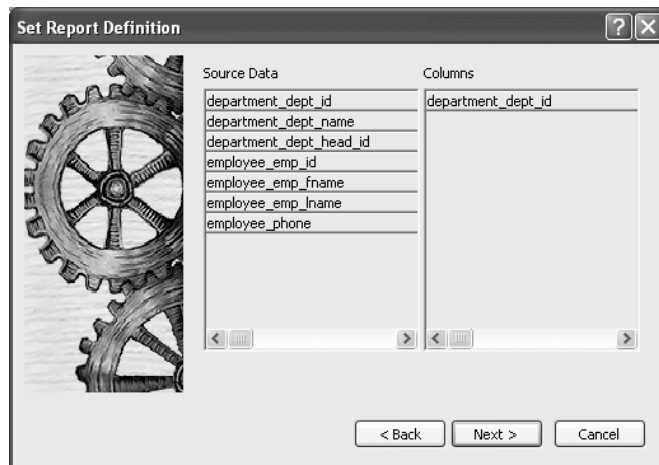 Set Report Definition
Source Data
department_dept_id
department_dept_name
department_dept_head_id
employee_emp_id
employee_emp_fname
employee_emp_lname
employee_phone
Columns
department_dept_id
< Back
Next >
Cancel